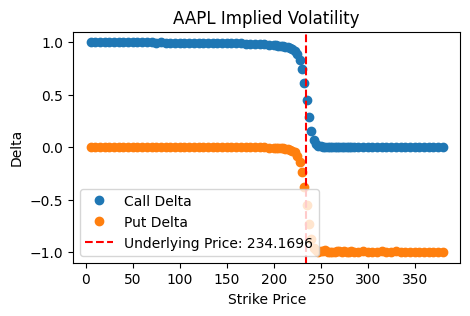 AAPL Implied Volatility
1.0
0.5
0.0
−0.5
−1.0
Delta
Call Delta
Put Delta
Underlying Price: 234.1696
0 50 100 150 200 250 300 350
Strike Price